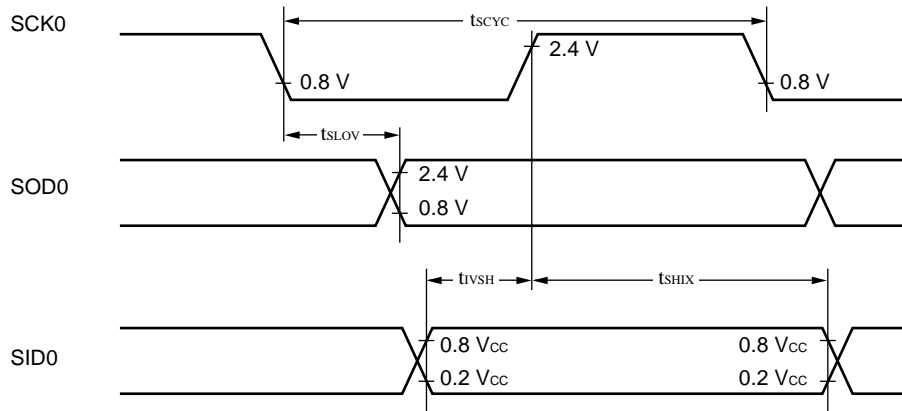 SCK0
tSCYC
2.4 V
0.8 V
0.8 V
tSLOV
SOD0
2.4 V
0.8 V
tIVSH
tSHIX
SID0
0.8 VCC
0.8 VCC
0.2 VCC
0.2 VCC